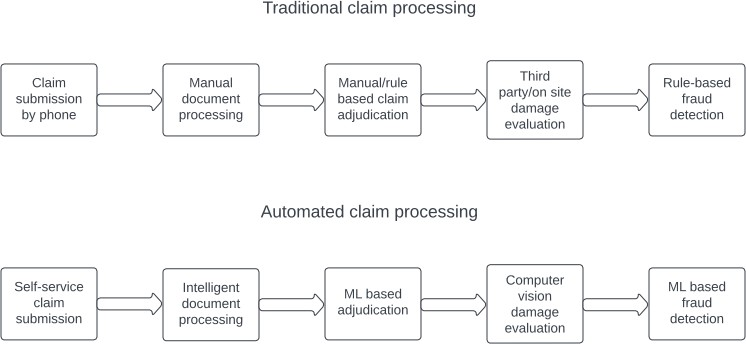 Traditional claim processing
Claim
submission
by phone
Manual
document
processing
Manual/rule
based claim
adjudication
Third
party/on site
damage
evaluation
Rule-based
fraud
detection
Automated claim processing
Self-service
claim
submission
Intelligent
document
processing
ML based
adjudication
Computer
vision
damage
evaluation
ML based
fraud
detection